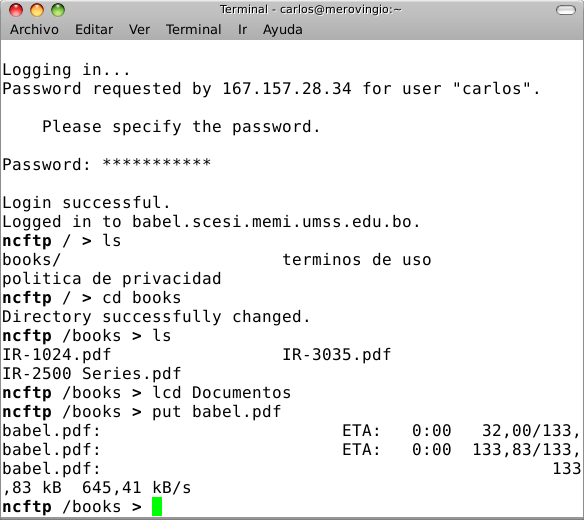 Terminal - carlos@merovingio:~
Archivo Editar Ver Terminal Ir Ayuda
Logging in...
Password requested by 167.157.28.34 for user "carlos".
Please specify the password.
Password: ***********
Login successful.
Logged in to babel.scesi.memi.umss.edu.bo.
ncftp / > ls
books/ terminos de uso
politica de privacidad
ncftp / > cd books
Directory successfully changed.
ncftp /books > ls
IR-1024.pdf IR-3035.pdf
IR-2500 Series.pdf
ncftp /books > lcd Documentos
ncftp /books > put babel.pdf
babel.pdf: ETA: 0:00 32,00/133,
babel.pdf: ETA: 0:00 133,83/133,
babel.pdf: 133
,83 kB 645,41 kB/s
ncftp /books >